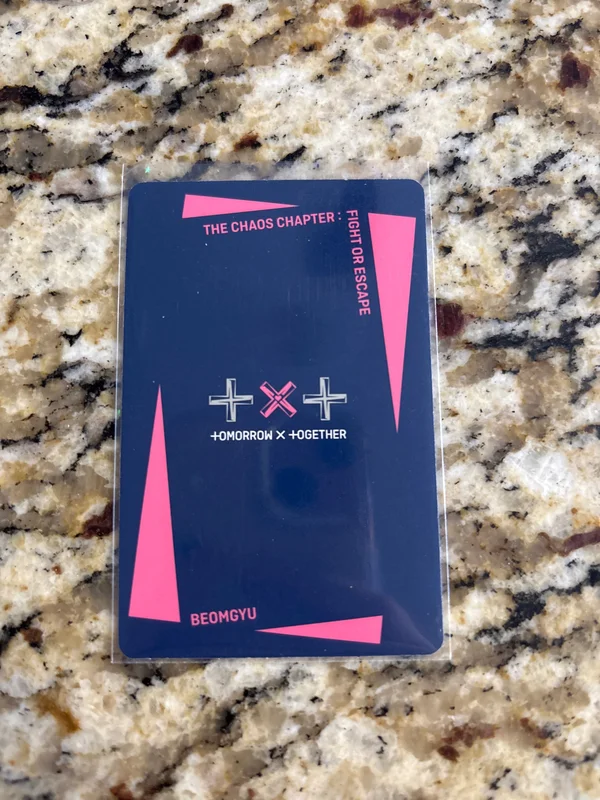 THE CHAOS CHAPTER :
FIGHT OR ESCAPE
+x+
+OMORROW X +OGETHER
BEOMGYU